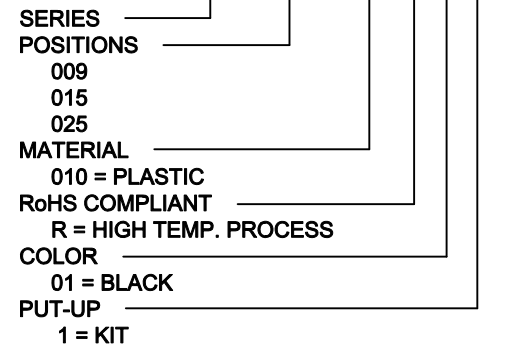 SERIES
POSITIONS
009
015
025
MATERIAL
010 = PLASTIC
RoHS COMPLIANT
R = HIGH TEMP. PROCESS
COLOR
01 = BLACK
PUT-UP
1 = KIT